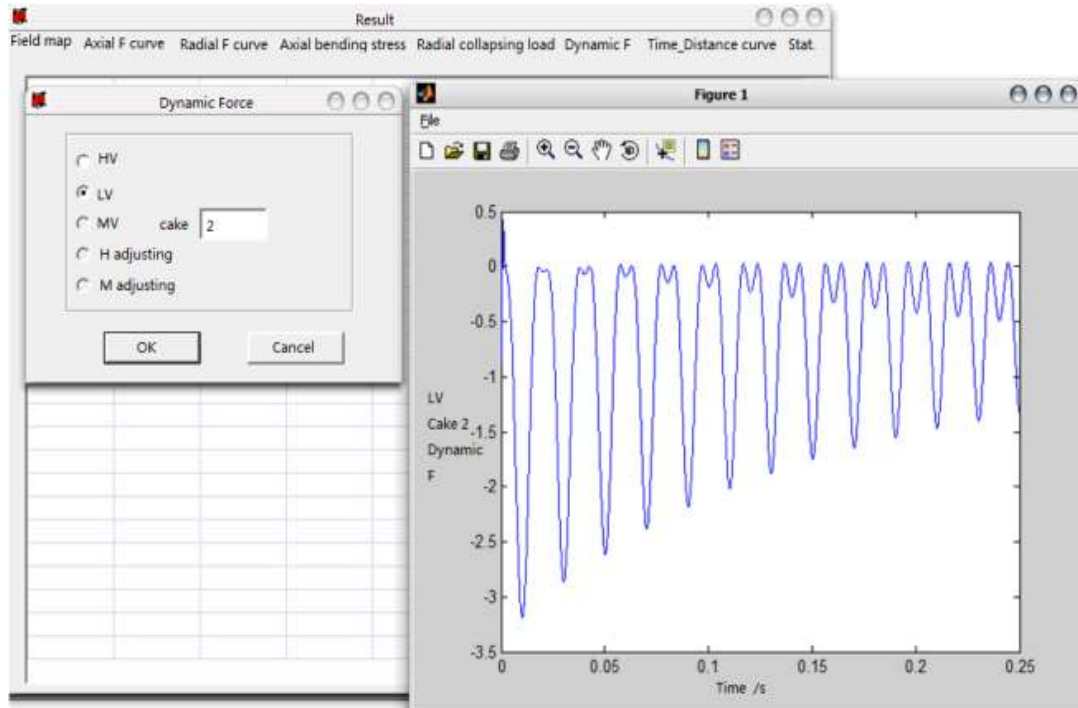 Result
Field map Axial F curve Radial F curve Axial bending stress Radial collapsing load Dynamic F Time_Distance curve Stat.
Dynamic Force
HV
LV
MV cake 2
H adjusting
M adjusting
OK Cancel
Figure 1
File
0.5
0
-0.5
-1
-1.5
-2
-2.5
-3
-3.5
LV
Cake 2
Dynamic
F
0 0.05 0.1 0.15 0.2 0.25
Time /s